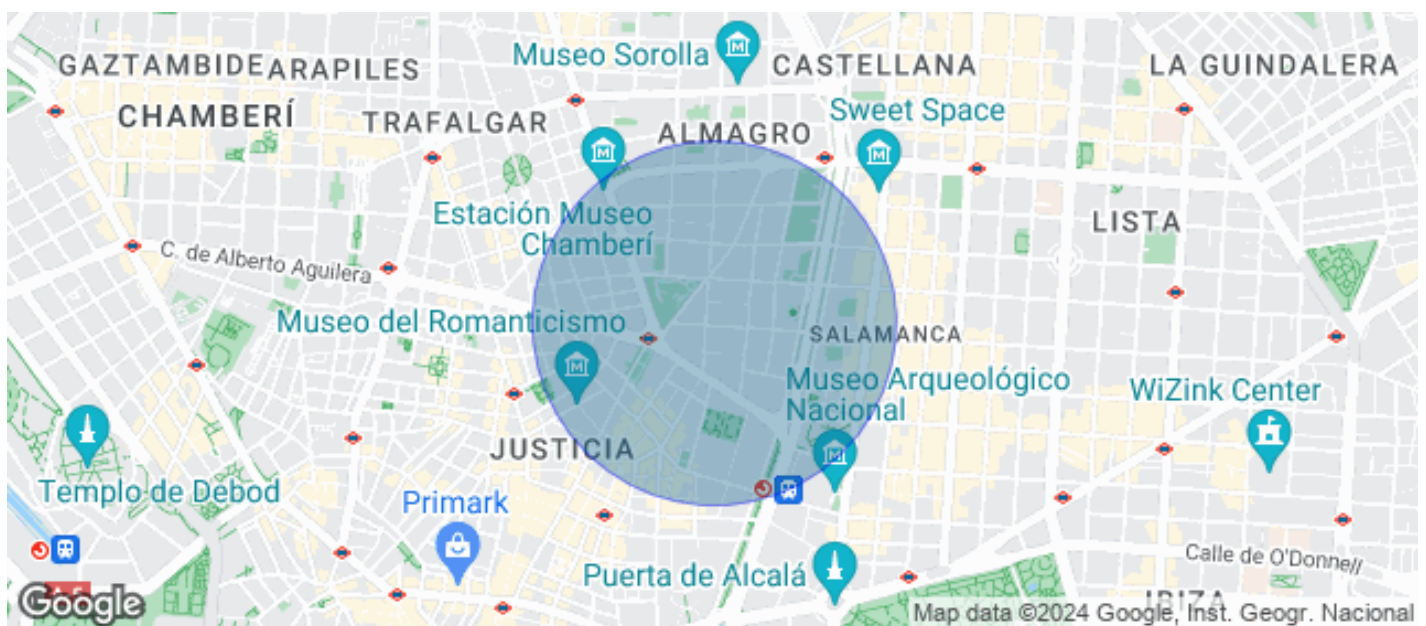 Museo Sorolla
CASTELLANA
GAZTAMBIDE
ARAPILES
LA GUINDALERA
CHAMBERÍ
TRAFALGAR
ALMAGRO
Sweet Space
Estación Museo
Chamberí
LISTA
C. de Alberto Aguilera
Museo del Romanticismo
SALAMANCA
Museo Arqueológico
Nacional
WiZink Center
JUSTICIA
Templo de Debod
Primark
Puerta de Alcalá
Calle de O'Donnell
IBIZA
Google
Map data ©2024 Google, Inst. Geogr. Nacional